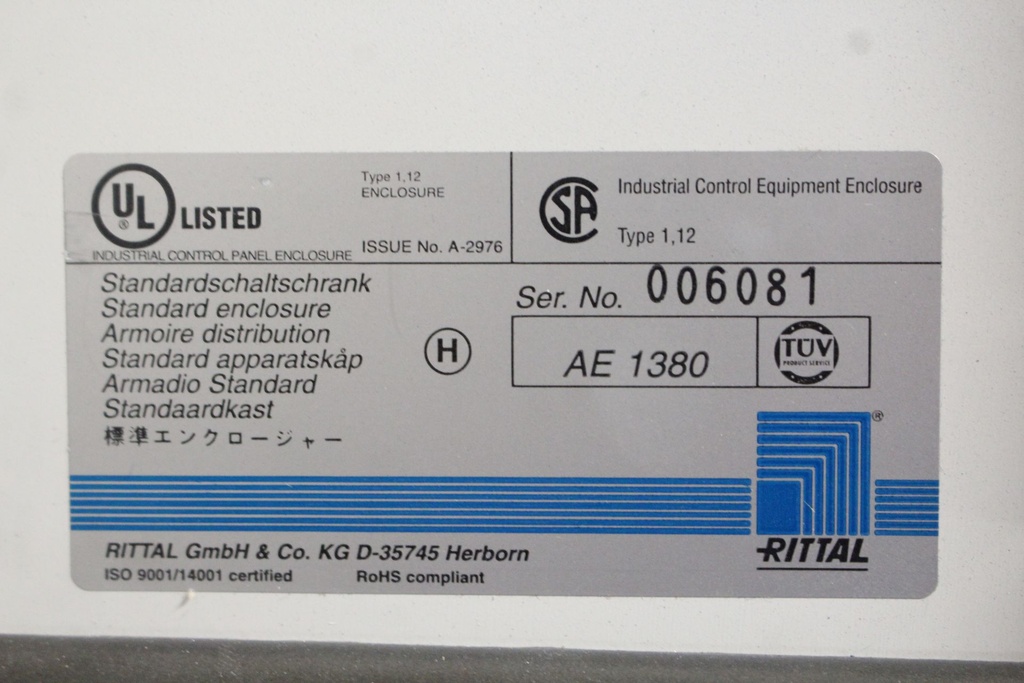 UL ® LISTED
INDUSTRIAL CONTROL PANEL ENCLOSURE
Type 1,12
ENCLOSURE
ISSUE No. A-2976
SA
Industrial Control Equipment Enclosure
Type 1,12
Standardschaltschrank
Standard enclosure
Armoire distribution
Standard apparatskåp
Armadio Standard
Standaardkast
標準エンクロージャー
H
Ser. No. 006081
AE 1380
TÜV
PRODUCT SERVICE
®
RITTAL
RITTAL GmbH & Co. KG D-35745 Herborn
ISO 9001/14001 certified RoHS compliant